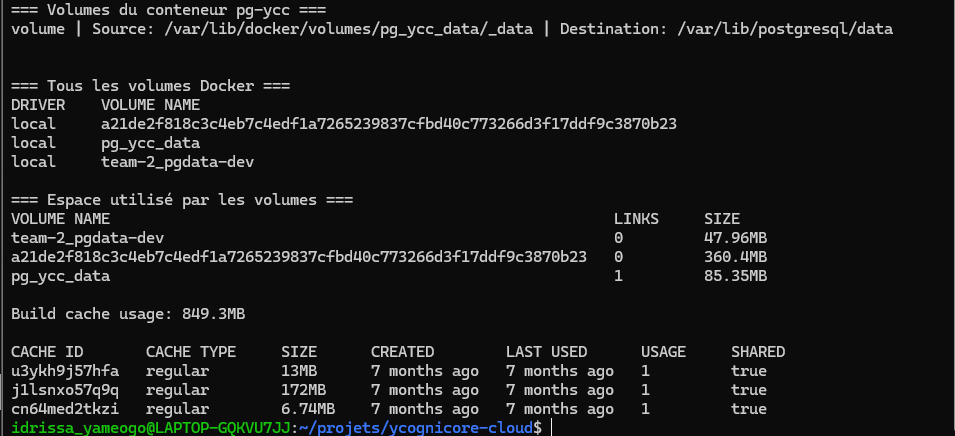 === Volumes du conteneur pg-ycc ===
volume | Source: /var/lib/docker/volumes/pg_ycc_data/_data | Destination: /var/lib/postgresql/data
=== Tous les volumes Docker ===
DRIVER VOLUME NAME
local a21de2f818c3c4eb7c4edf1a7265239837cfbd40c773266d3f17ddf9c3870b23
local pg_ycc_data
local team-2_pgdata-dev
=== Espace utilisé par les volumes ===
VOLUME NAME LINKS SIZE
team-2_pgdata-dev 0 47.96MB
a21de2f818c3c4eb7c4edf1a7265239837cfbd40c773266d3f17ddf9c3870b23 0 360.4MB
pg_ycc_data 1 85.35MB
Build cache usage: 849.3MB
CACHE ID CACHE TYPE SIZE CREATED LAST USED USAGE SHARED
u3ykh9j57hfa regular 13MB 7 months ago 7 months ago 1 true
j1lsnxo57q9q regular 172MB 7 months ago 7 months ago 1 true
cn64med2tkzi regular 6.74MB 7 months ago 7 months ago 1 true
idrissa_yameogo@LAPTOP-GQKVU7JJ:~/projets/ycognicore-cloud$